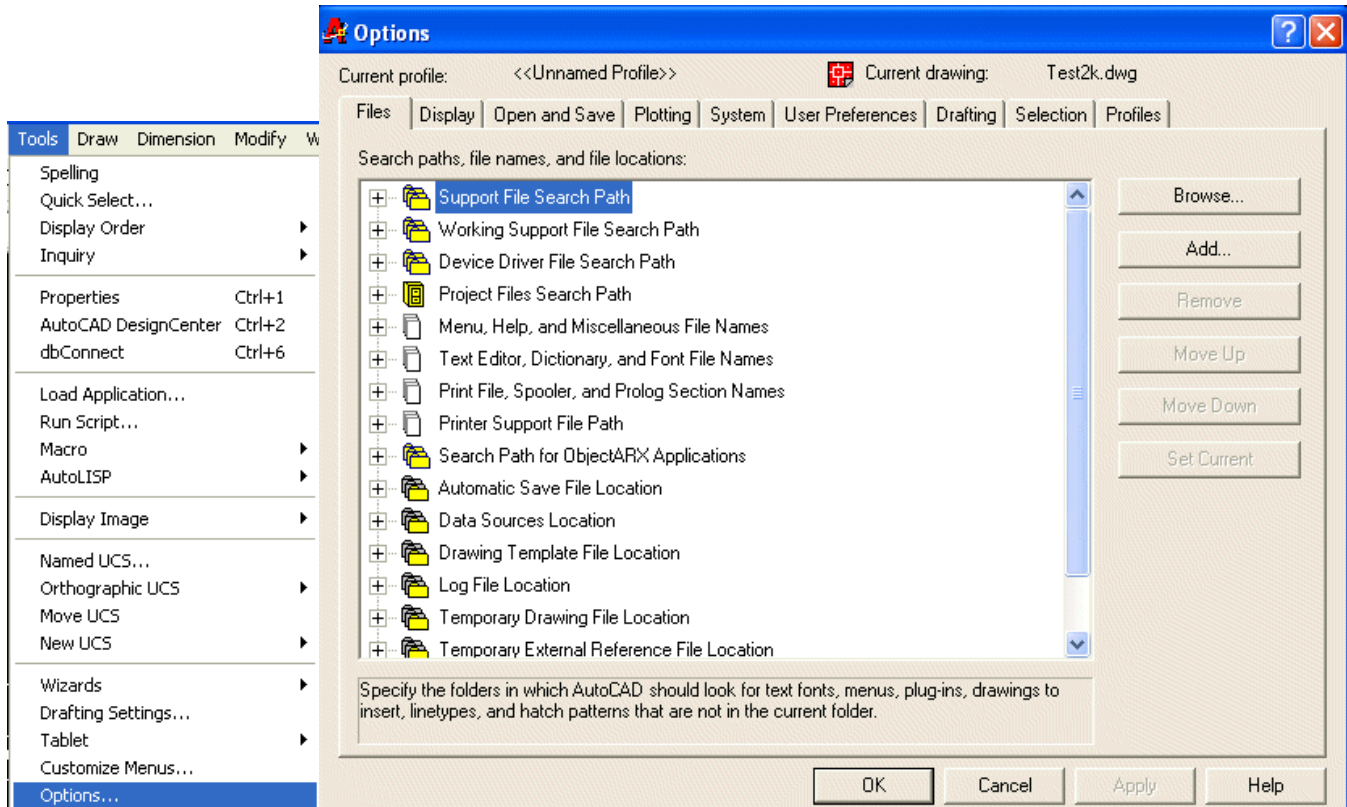 Options
Current profile: <<Unnamed Profile>> Current drawing: Test2k.dwg
Files Display Open and Save Plotting System User Preferences Drafting Selection Profiles
Search paths, file names, and file locations:
Support File Search Path
Working Support File Search Path
Device Driver File Search Path
Project Files Search Path
Menu, Help, and Miscellaneous File Names
Text Editor, Dictionary, and Font File Names
Print File, Spooler, and Prolog Section Names
Printer Support File Path
Search Path for ObjectARX Applications
Automatic Save File Location
Data Sources Location
Drawing Template File Location
Log File Location
Temporary Drawing File Location
Temporary External Reference File Location
Browse...
Add...
Remove
Move Up
Move Down
Set Current
Specify the folders in which AutoCAD should look for text fonts, menus, plug-ins, drawings to
insert, linetypes, and hatch patterns that are not in the current folder.
OK Cancel Apply Help
Tools Draw Dimension Modify W
Spelling
Quick Select...
Display Order
Inquiry
Properties Ctrl+1
AutoCAD DesignCenter Ctrl+2
dbConnect Ctrl+6
Load Application...
Run Script...
Macro
AutoLISP
Display Image
Named UCS...
Orthographic UCS
Move UCS
New UCS
Wizards
Drafting Settings...
Tablet
Customize Menus...
Options...